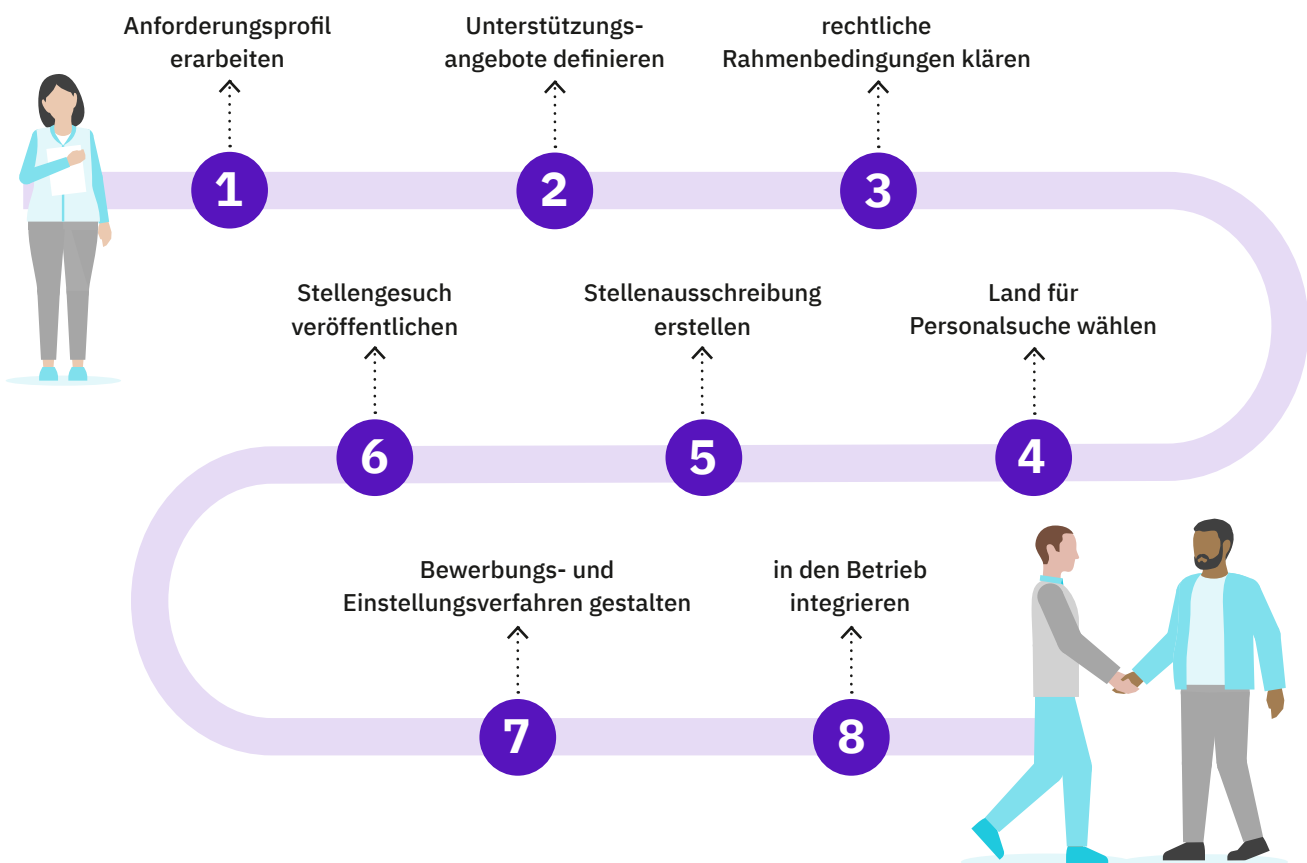 Anforderungsprofil
erarbeiten
1
Unterstützungs-
angebote definieren
2
rechtliche
Rahmenbedingungen klären
3
Land für
Personalsuche wählen
4
Stellenausschreibung
erstellen
5
Stellengesuch
veröffentlichen
6
Bewerbungs- und
Einstellungsverfahren gestalten
7
in den Betrieb
integrieren
8